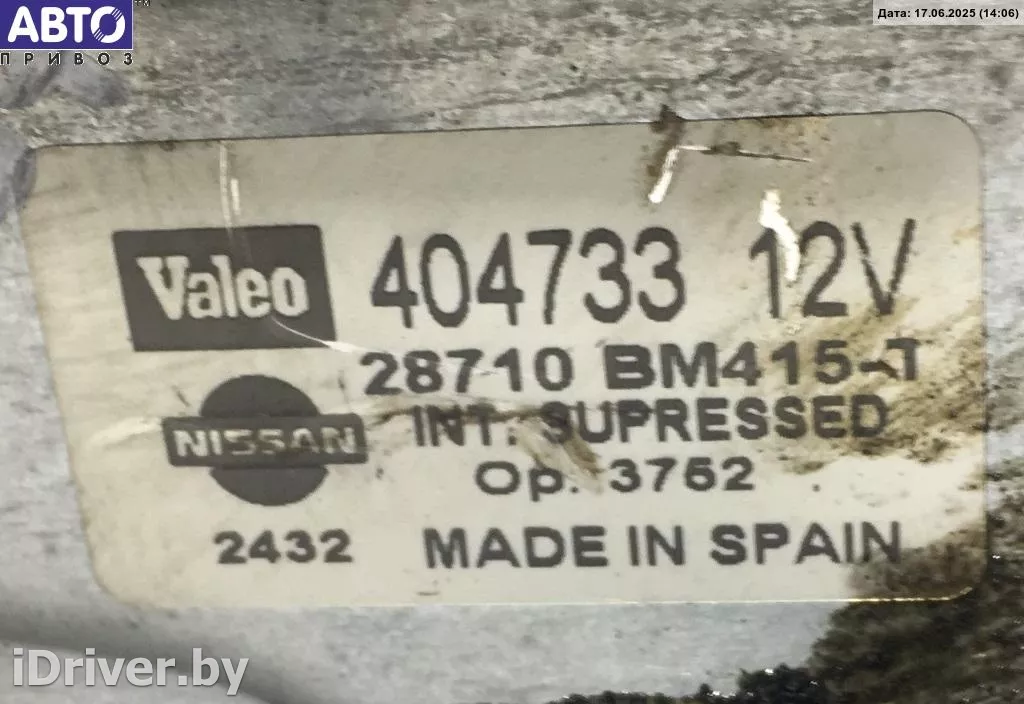 АВТО
ПРИВОЗ
Дата: 17.06.2025 (14:06)
Valeo 404733 12V
28710 BM415-T
NISSAN INT. SUPRESSED
Op. 3752
2432 MADE IN SPAIN
iDriver.by